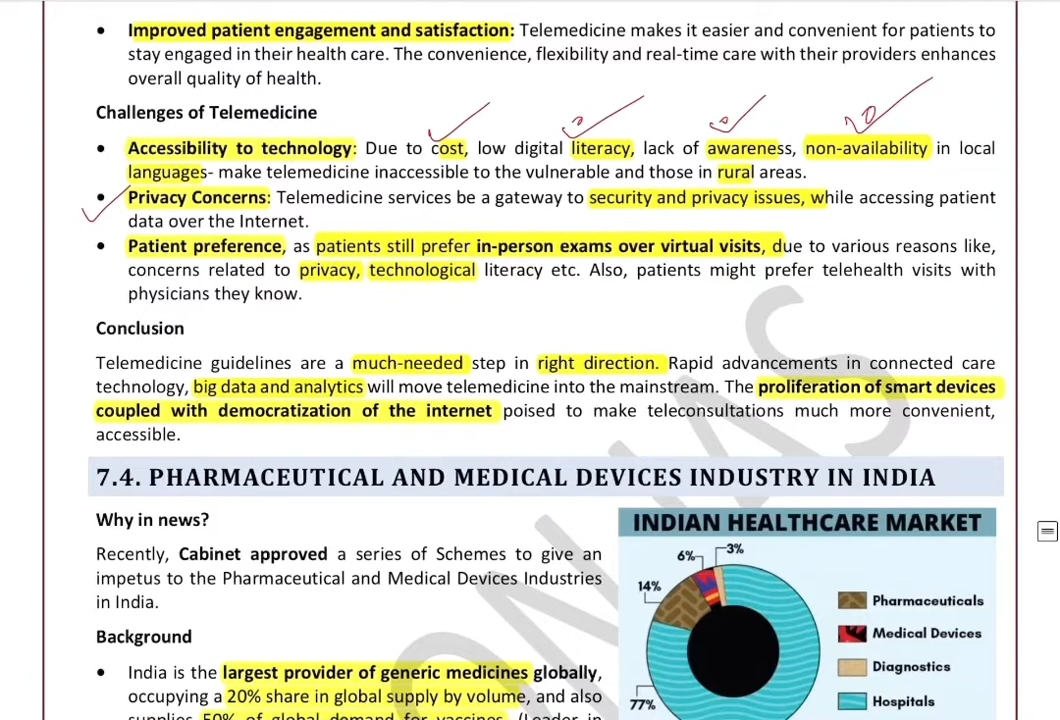 • Improved patient engagement and satisfaction: Telemedicine makes it easier and convenient for patients to
stay engaged in their health care. The convenience, flexibility and real-time care with their providers enhances
overall quality of health.
Challenges of Telemedicine
• Accessibility to technology: Due to cost, low digital literacy, lack of awareness, non-availability in local
languages- make telemedicine inaccessible to the vulnerable and those in rural areas.
• Privacy Concerns: Telemedicine services be a gateway to security and privacy issues, while accessing patient
data over the Internet.
• Patient preference, as patients still prefer in-person exams over virtual visits, due to various reasons like,
concerns related to privacy, technological literacy etc. Also, patients might prefer telehealth visits with
physicians they know.
Conclusion
Telemedicine guidelines are a much-needed step in right direction. Rapid advancements in connected care
technology, big data and analytics will move telemedicine into the mainstream. The proliferation of smart devices
coupled with democratization of the internet poised to make teleconsultations much more convenient,
accessible.
7.4. PHARMACEUTICAL AND MEDICAL DEVICES INDUSTRY IN INDIA
Why in news?
Recently, Cabinet approved a series of Schemes to give an
impetus to the Pharmaceutical and Medical Devices Industries
in India.
Background
• India is the largest provider of generic medicines globally,
occupying a 20% share in global supply by volume, and also
supplies 50% of global demand for vaccines. (Leader in
INDIAN HEALTHCARE MARKET
3%
6%
14%
77%
Pharmaceuticals
Medical Devices
Diagnostics
Hospitals